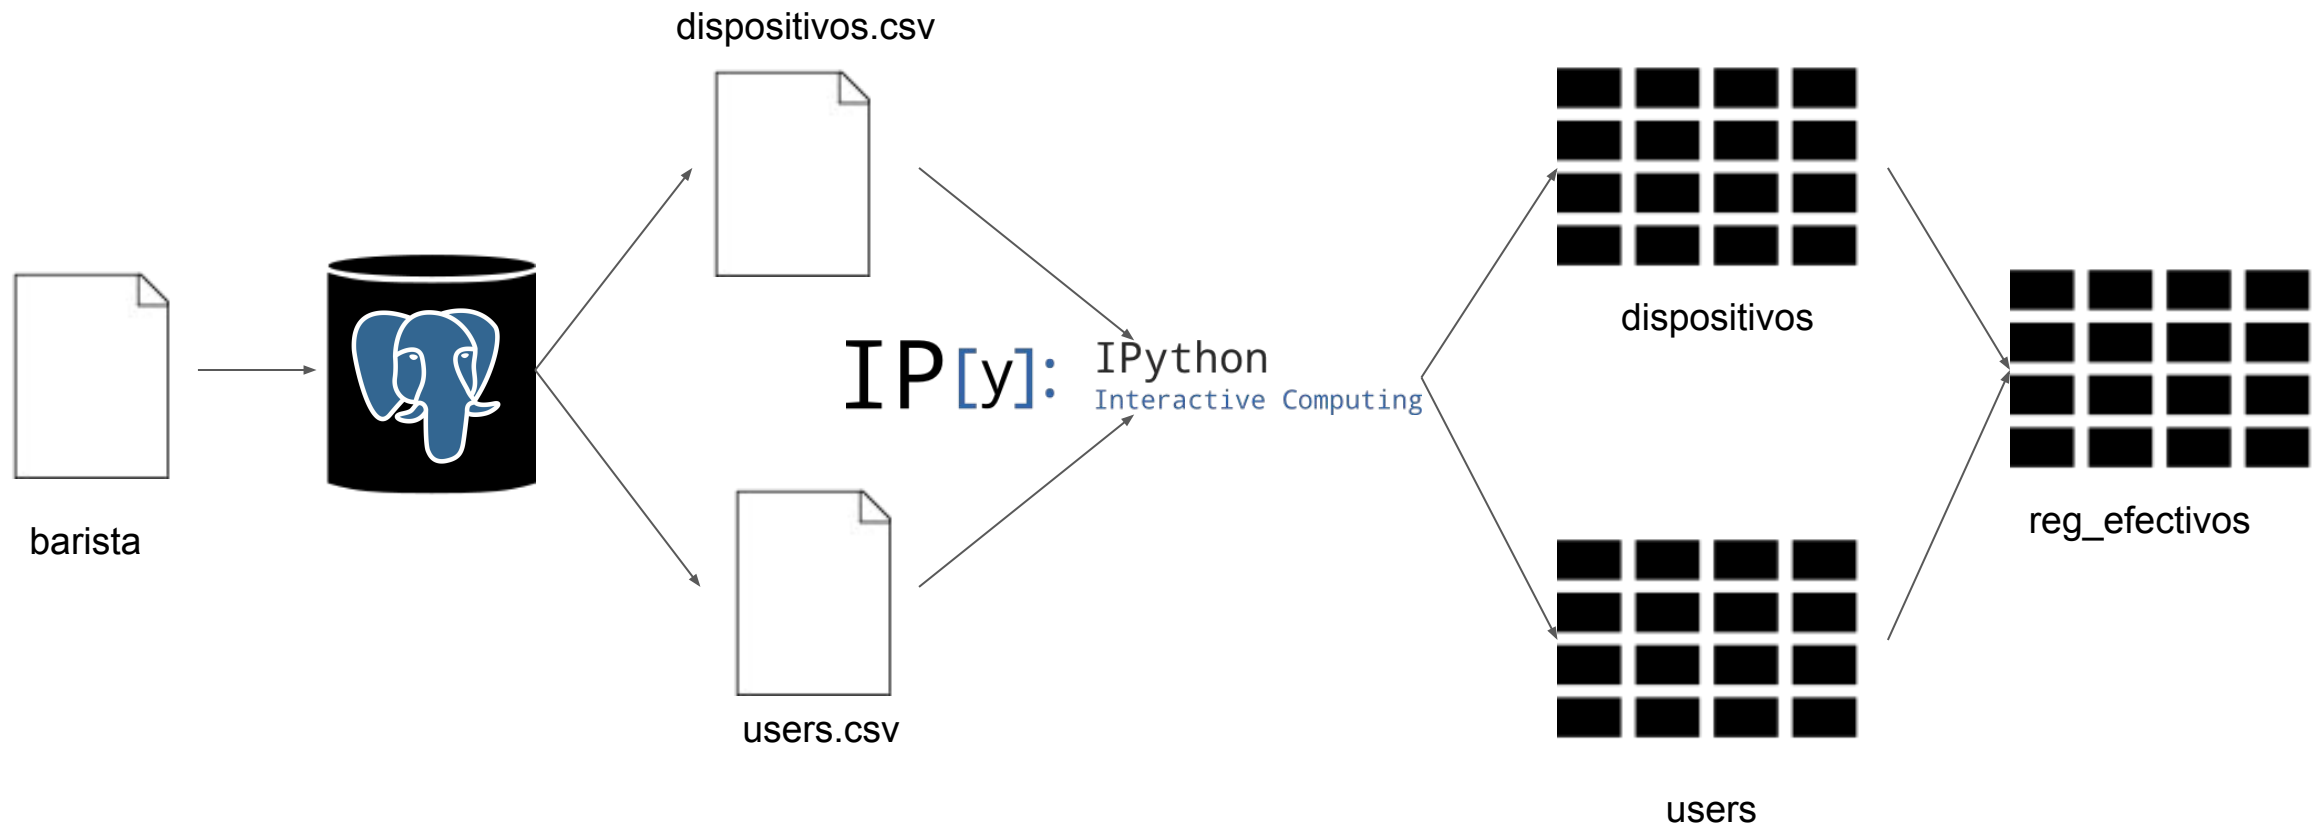 dispositivos.csv
barista
IP[y]:
IPython
Interactive Computing
users.csv
dispositivos
users
reg_efectivos